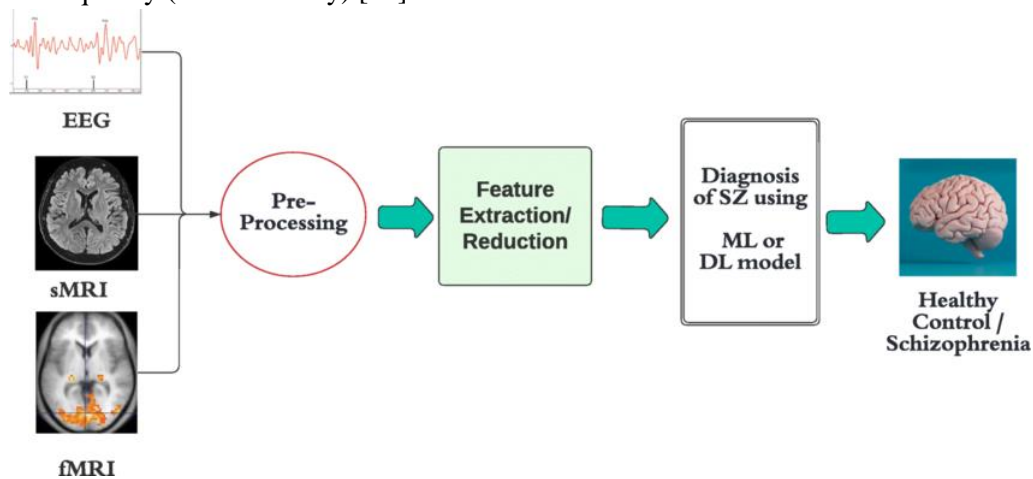 EEG
sMRI
fMRI
Pre-
Processing
Feature
Extraction/
Reduction
Diagnosis
of SZ using
ML or
DL model
Healthy
Control /
Schizophrenia